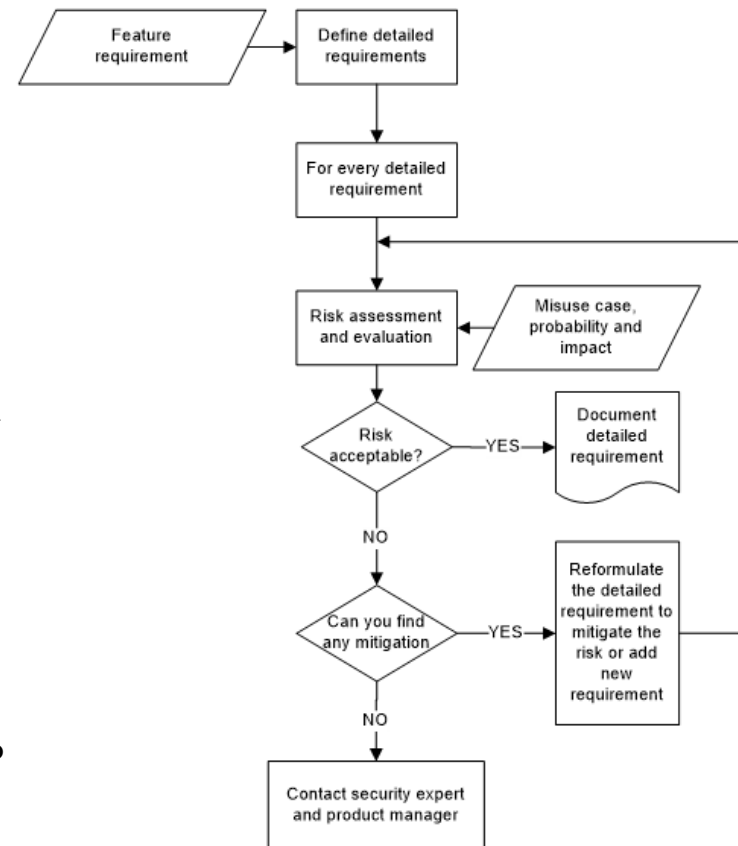 Feature
requirement
Define detailed
requirements
For every detailed
requirement
Risk assessment
and evaluation
Misuse case,
probability and
impact
Risk
acceptable?
YES
Document
detailed
requirement
NO
Can you find
any mitigation
YES
Reformulate
the detailed
requirement to
mitigate the
risk or add
new
requirement
NO
Contact security expert
and product manager